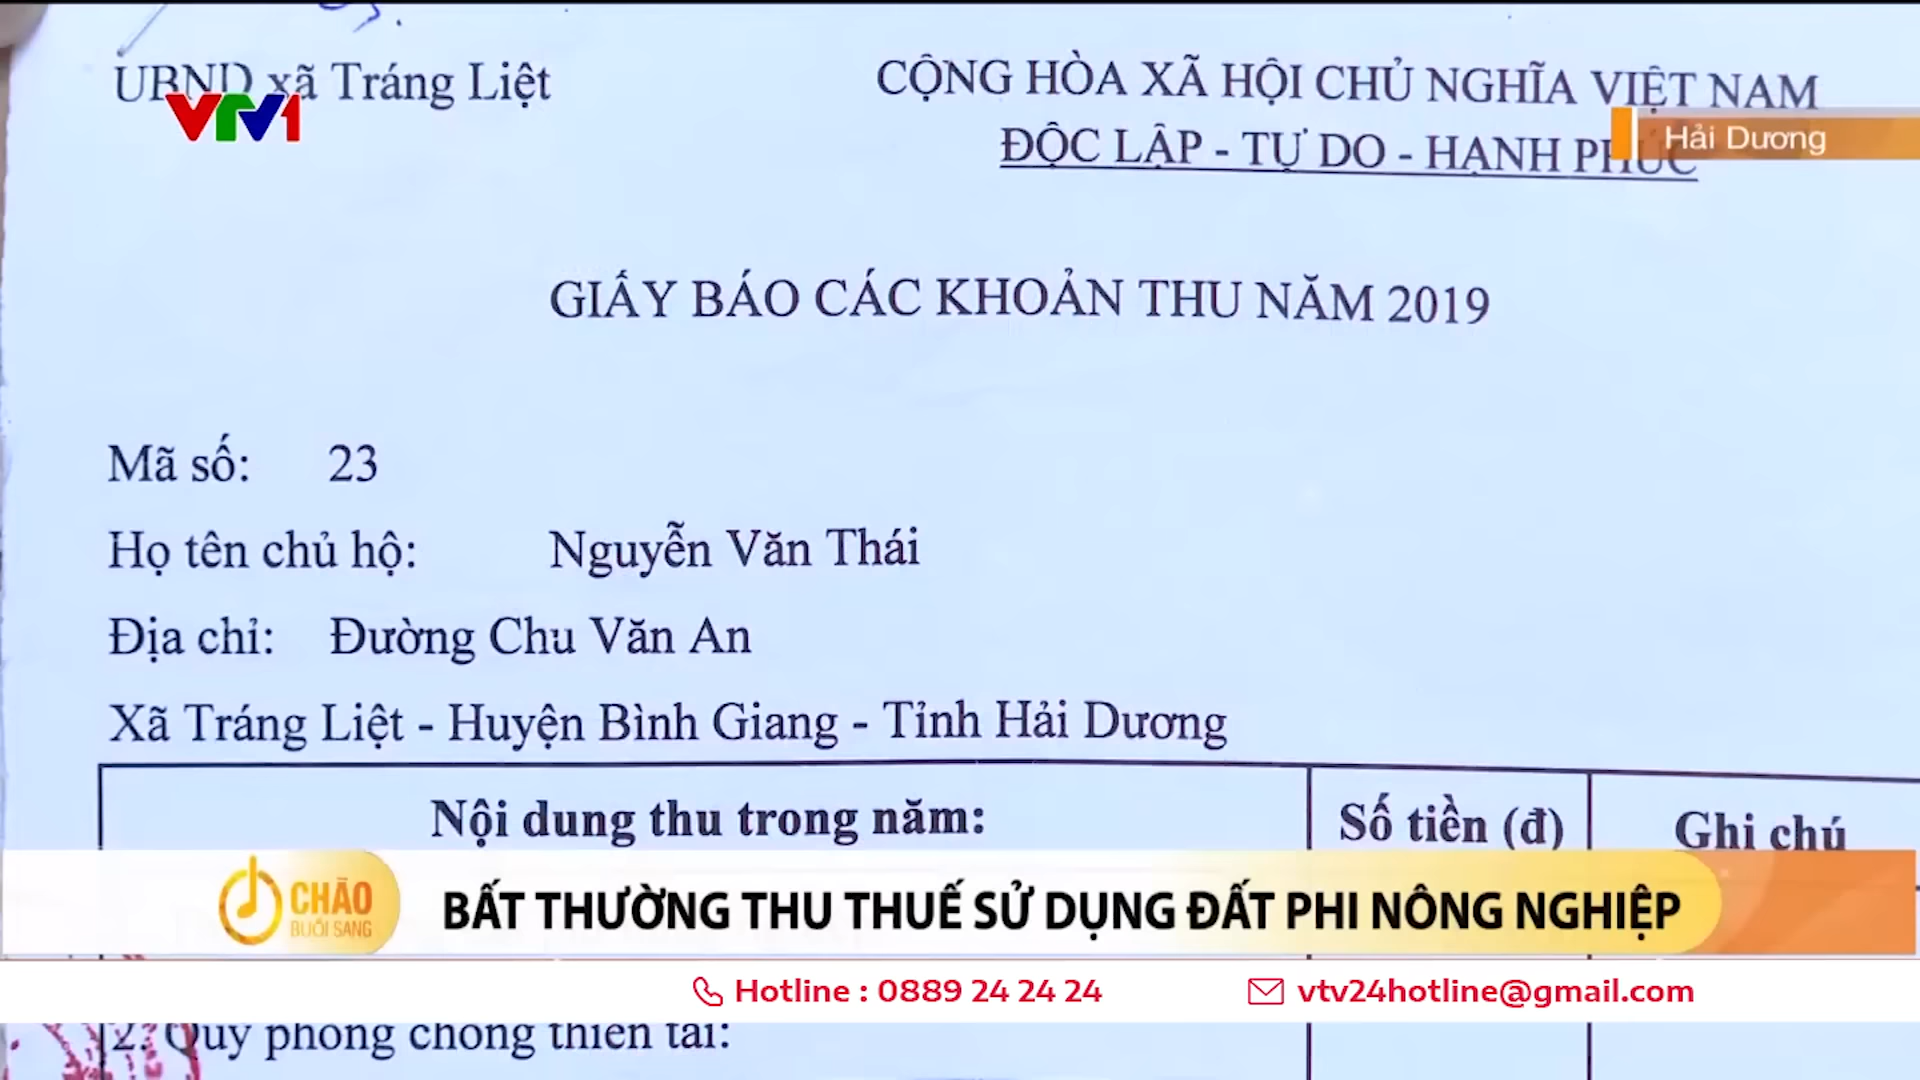 UBND xã Tráng Liệt
VTV1
CỘNG HÒA XÃ HỘI CHỦ NGHĨA VIỆT NAM
ĐỘC LẬP - TỰ DO - HẠNH PHÚC
Hải Dương
GIẤY BÁO CÁC KHOẢN THU NĂM 2019
Mã số: 23
Họ tên chủ hộ: Nguyễn Văn Thái
Địa chỉ: Đường Chu Văn An
Xã Tráng Liệt - Huyện Bình Giang - Tỉnh Hải Dương
Nội dung thu trong năm: Số tiền (đ) Ghi chú
CHÀO
BUỔI SÁNG
BẤT THƯỜNG THU THUẾ SỬ DỤNG ĐẤT PHI NÔNG NGHIỆP
Hotline : 0889 24 24 24 vtv24hotline@gmail.com
2. Quỹ phòng chống thiên tai: